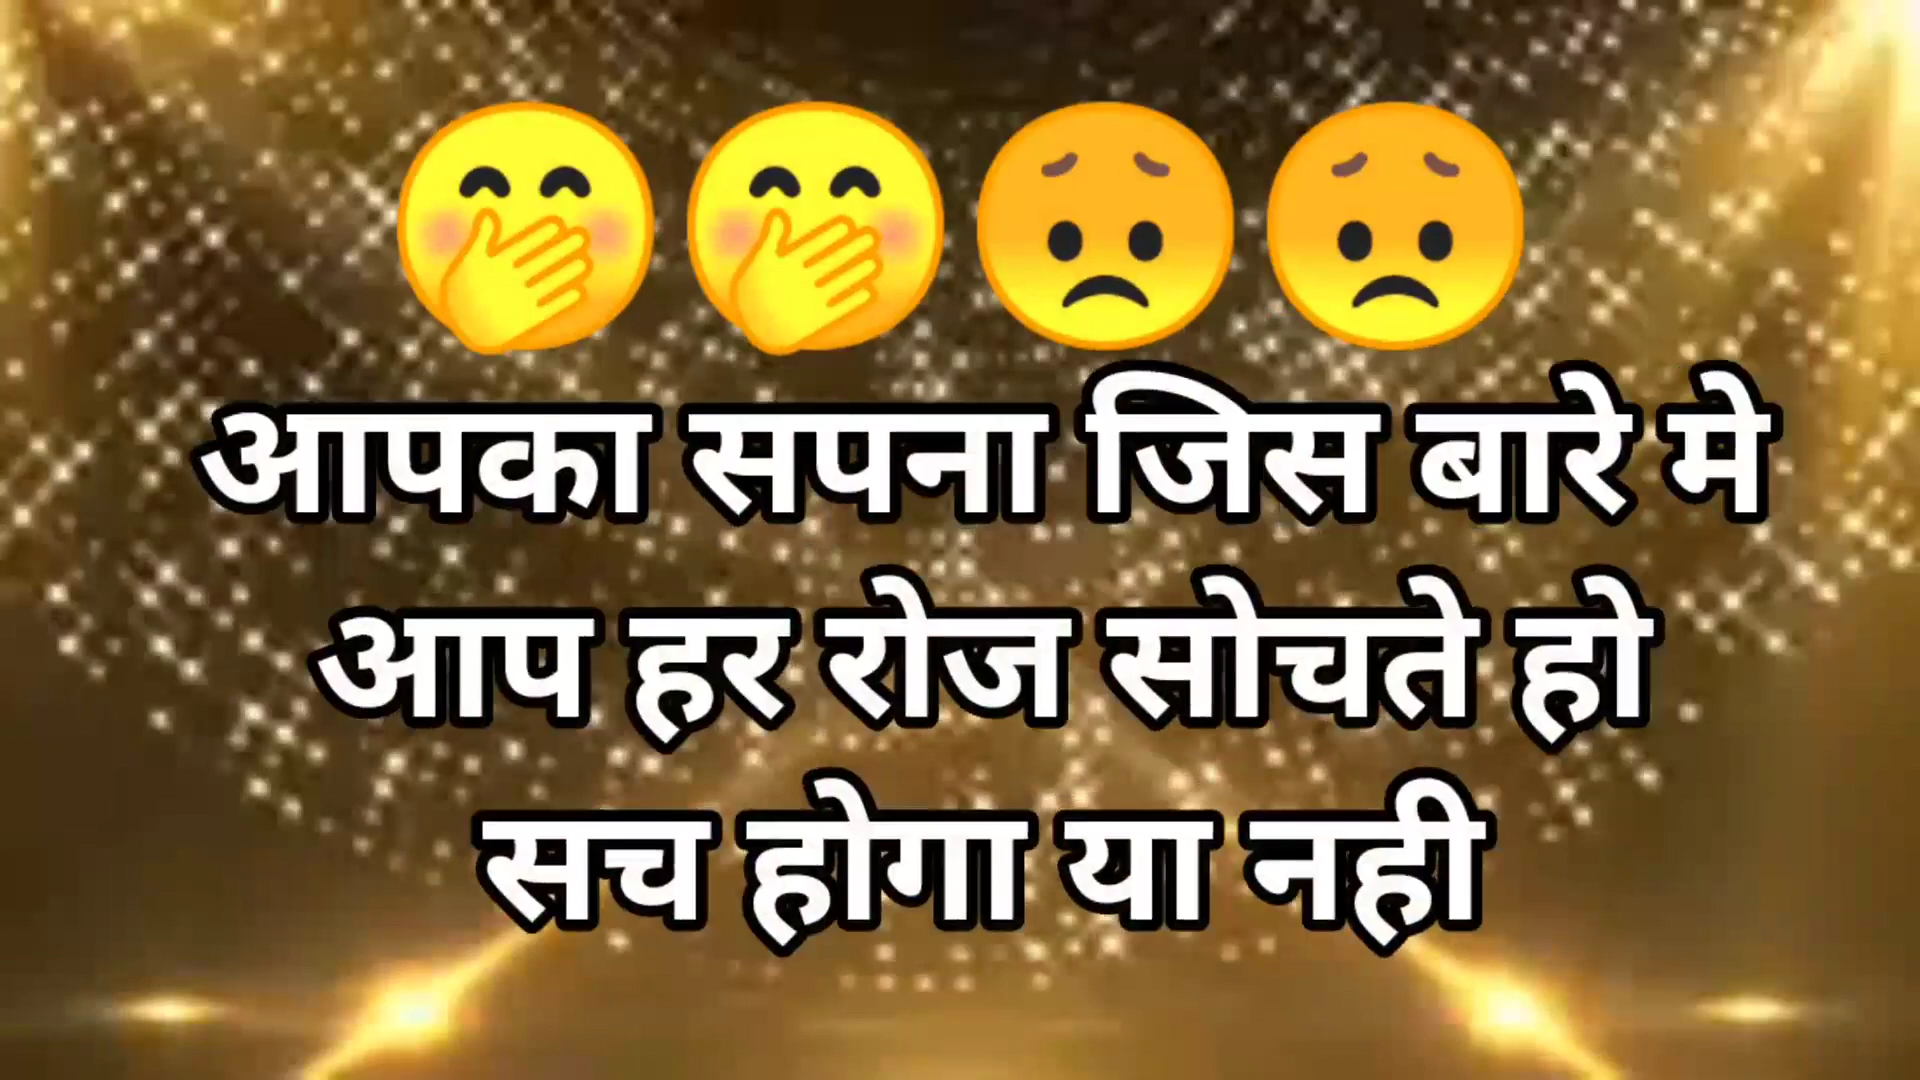 आपका सपना जिस बारे मे
आप हर रोज सोचते हो
सच होगा या नही